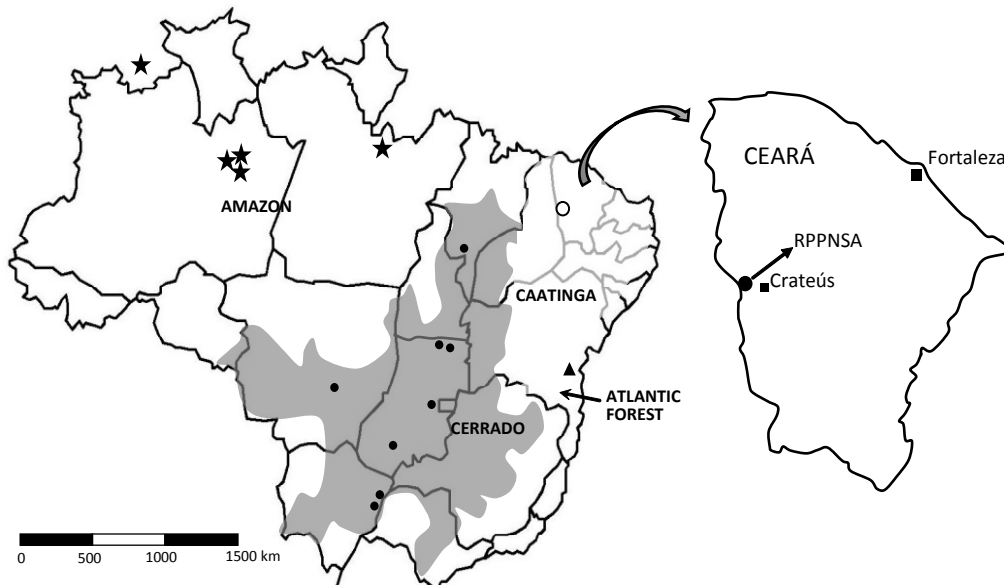 AMAZON
CAATINGA
ATLANTIC
FOREST
CERRADO
0 500 1000 1500 km
CEARÁ
Fortaleza
RPPNSA
Crateús